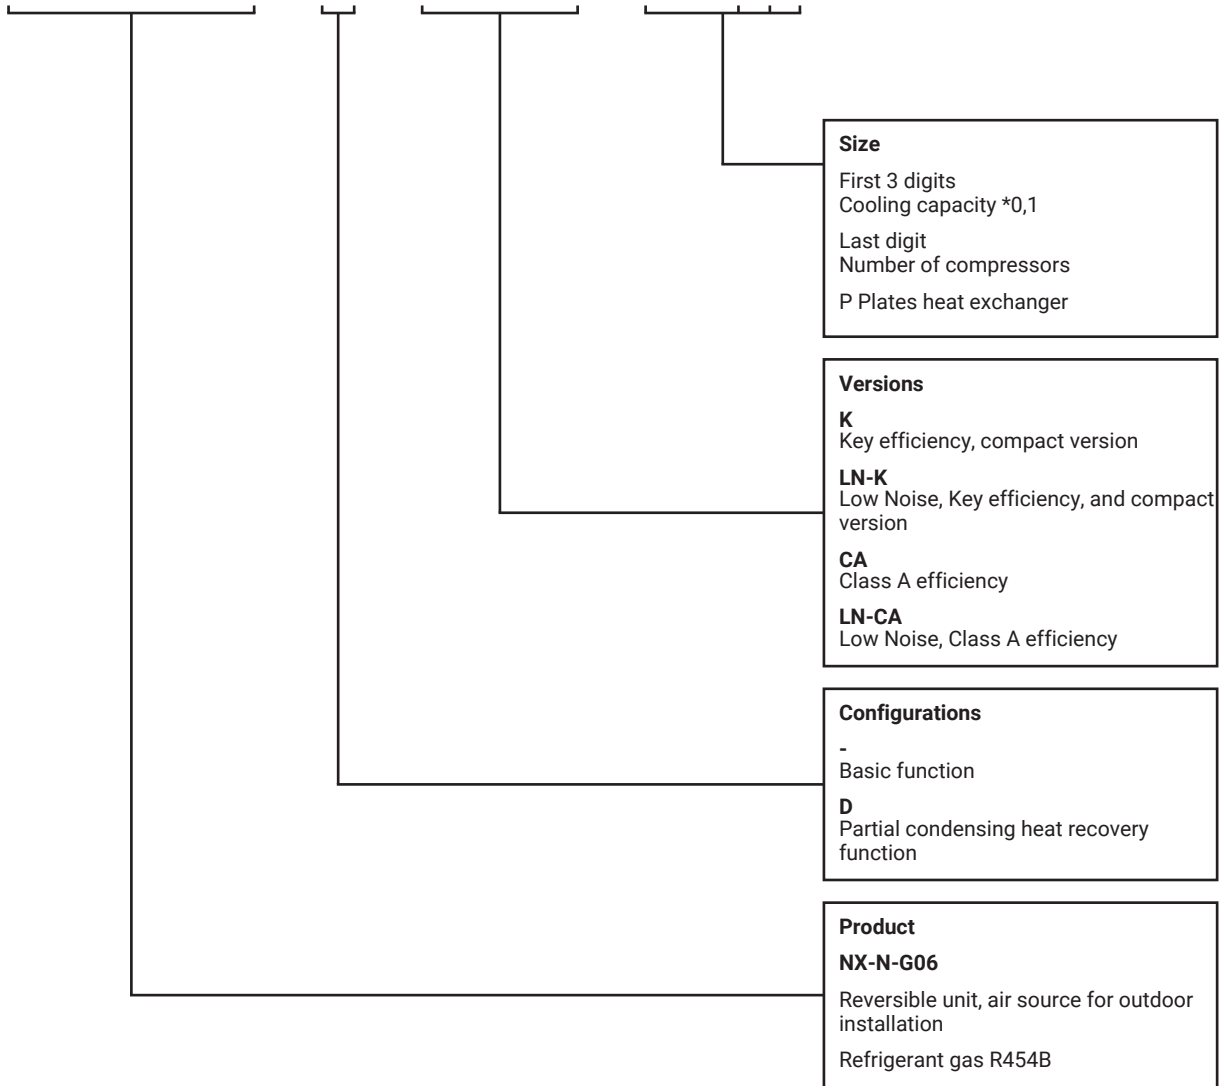 Size
First 3 digits
Cooling capacity *0,1
Last digit
Number of compressors
P Plates heat exchanger
Versions
K
Key efficiency, compact version
LN-K
Low Noise, Key efficiency, and compact
version
CA
Class A efficiency
LN-CA
Low Noise, Class A efficiency
Configurations
-
Basic function
D
Partial condensing heat recovery
function
Product
NX-N-G06
Reversible unit, air source for outdoor
installation
Refrigerant gas R454B